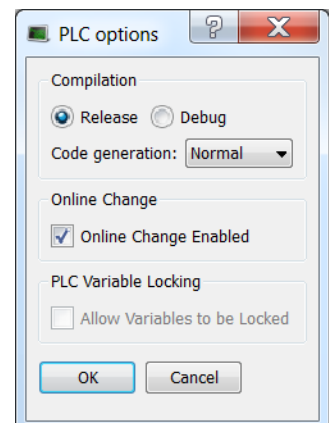 PLC options ? X
Compilation
Release Debug
Code generation: Normal
Online Change
Online Change Enabled
PLC Variable Locking
Allow Variables to be Locked
OK Cancel